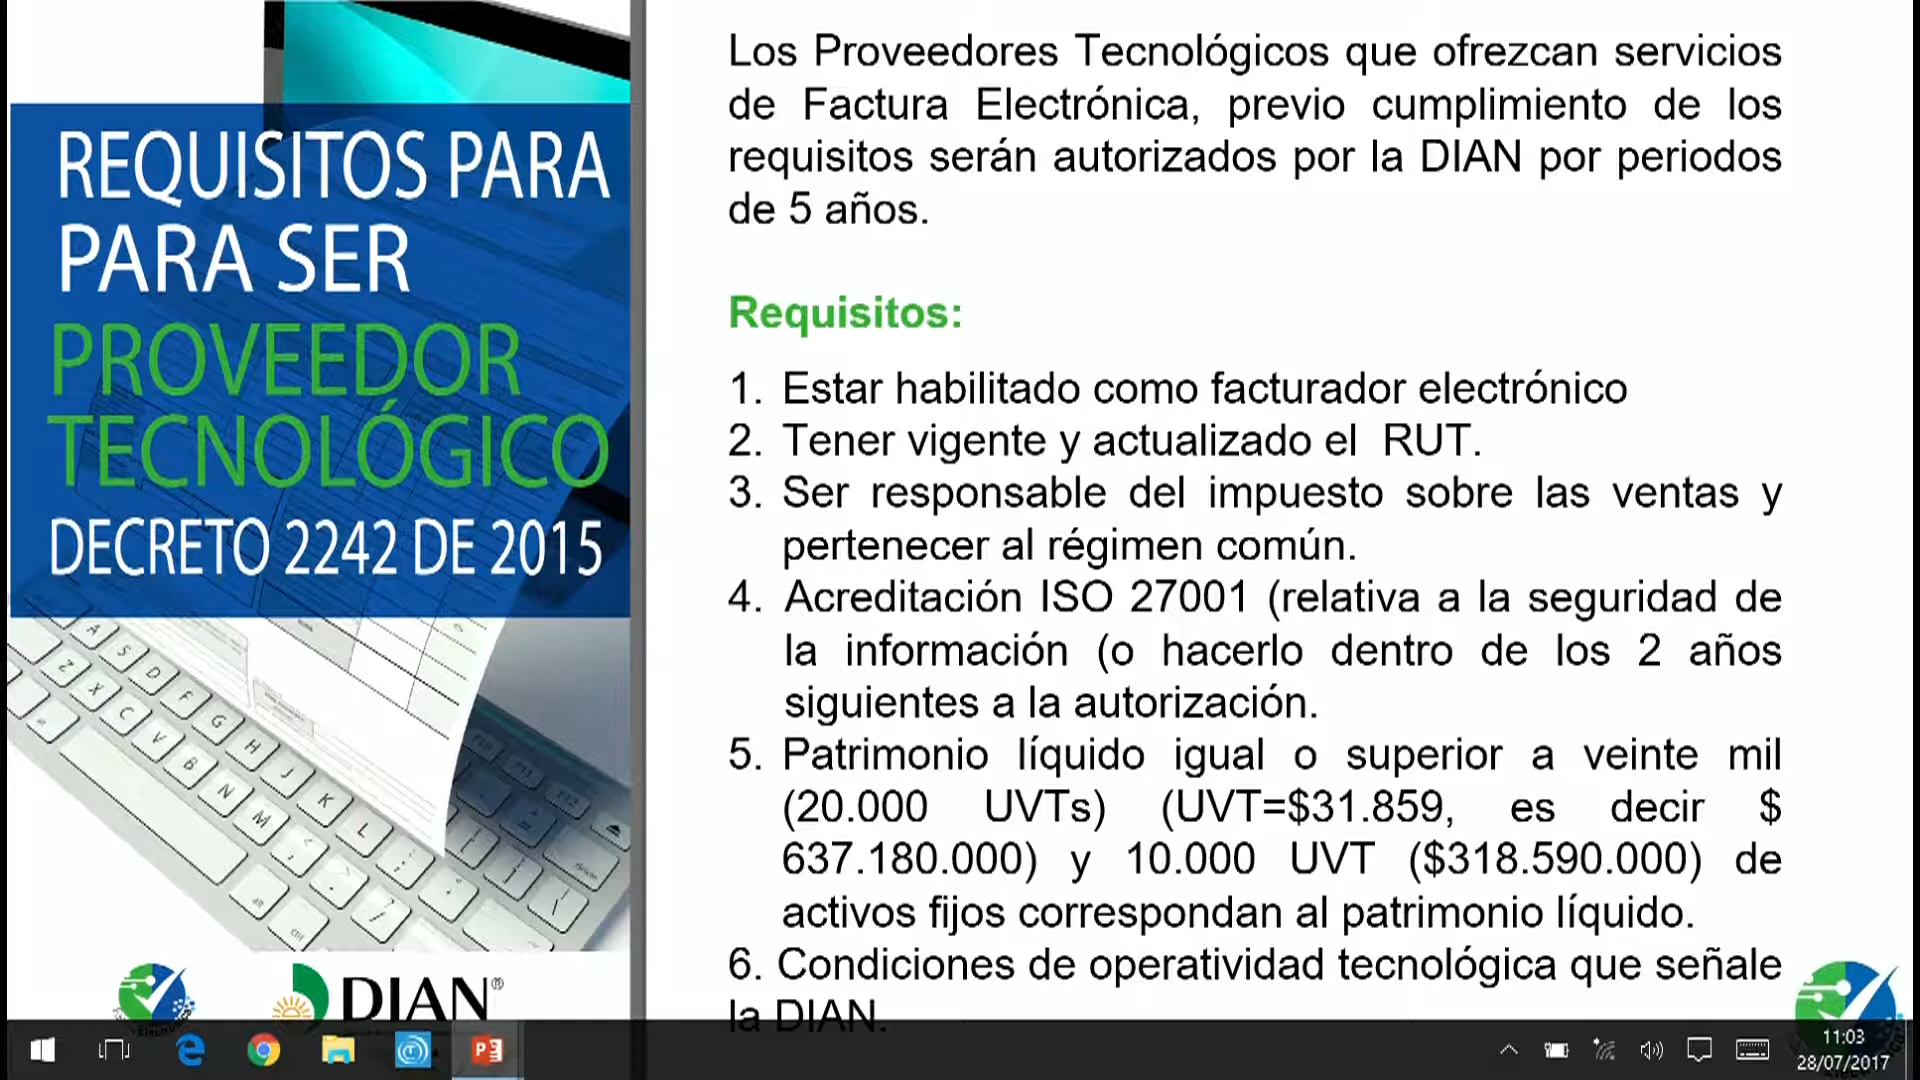 REQUISITOS PARA
PARA SER
PROVEEDOR
TECNOLÓGICO
DECRETO 2242 DE 2015
DIAN®
Los Proveedores Tecnológicos que ofrezcan servicios
de Factura Electrónica, previo cumplimiento de los
requisitos serán autorizados por la DIAN por periodos
de 5 años.
Requisitos:
1. Estar habilitado como facturador electrónico
2. Tener vigente y actualizado el RUT.
3. Ser responsable del impuesto sobre las ventas y
pertenecer al régimen común.
4. Acreditación ISO 27001 (relativa a la seguridad de
la información (o hacerlo dentro de los 2 años
siguientes a la autorización.
5. Patrimonio líquido igual o superior a veinte mil
(20.000 UVTs) (UVT=$31.859, es decir $
637.180.000) y 10.000 UVT ($318.590.000) de
activos fijos correspondan al patrimonio líquido.
6. Condiciones de operatividad tecnológica que señale
la DIAN.
11:03
28/07/2017